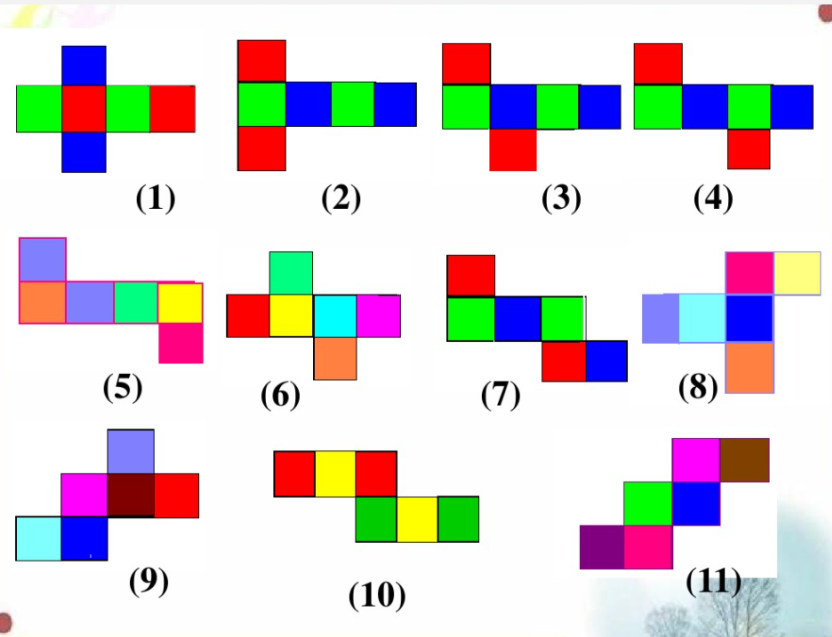 (1) (2) (3) (4)
(5) (6) (7) (8)
(9) (10) (11)